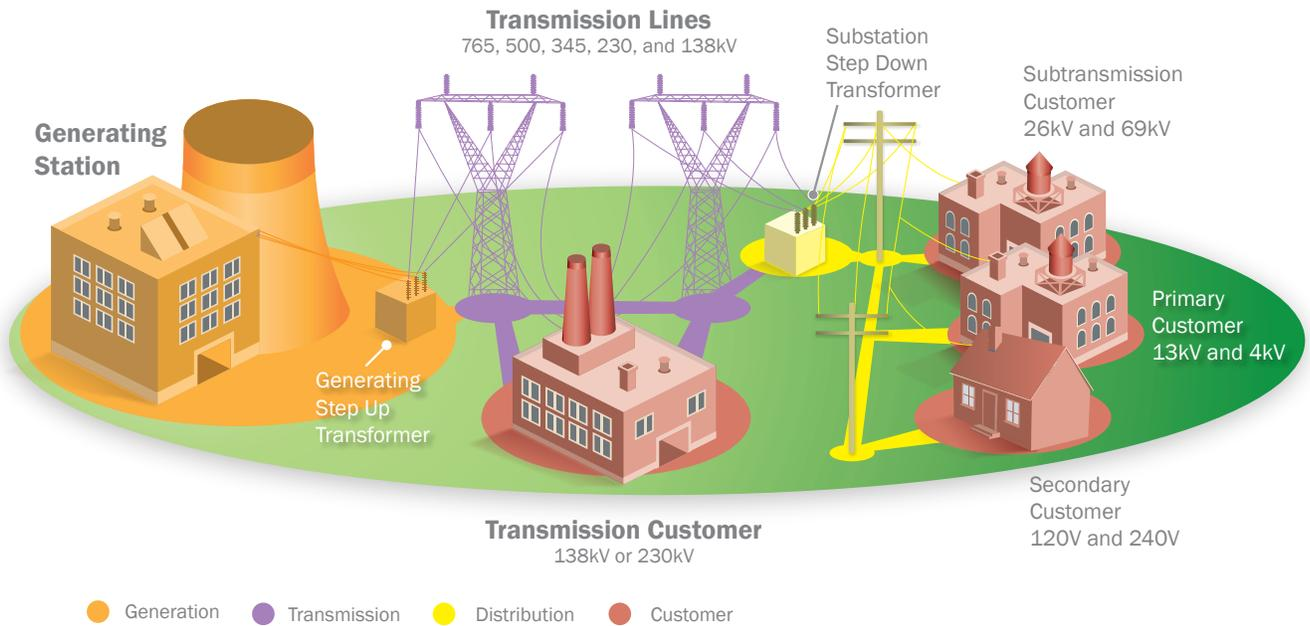 Transmission Lines
765, 500, 345, 230, and 138kV
Substation
Step Down
Transformer
Subtransmission
Customer
26kV and 69kV
Generating
Station
Primary
Customer
13kV and 4kV
Generating
Step Up
Transformer
Secondary
Customer
120V and 240V
Transmission Customer
138kV or 230kV
Generation
Transmission
Distribution
Customer